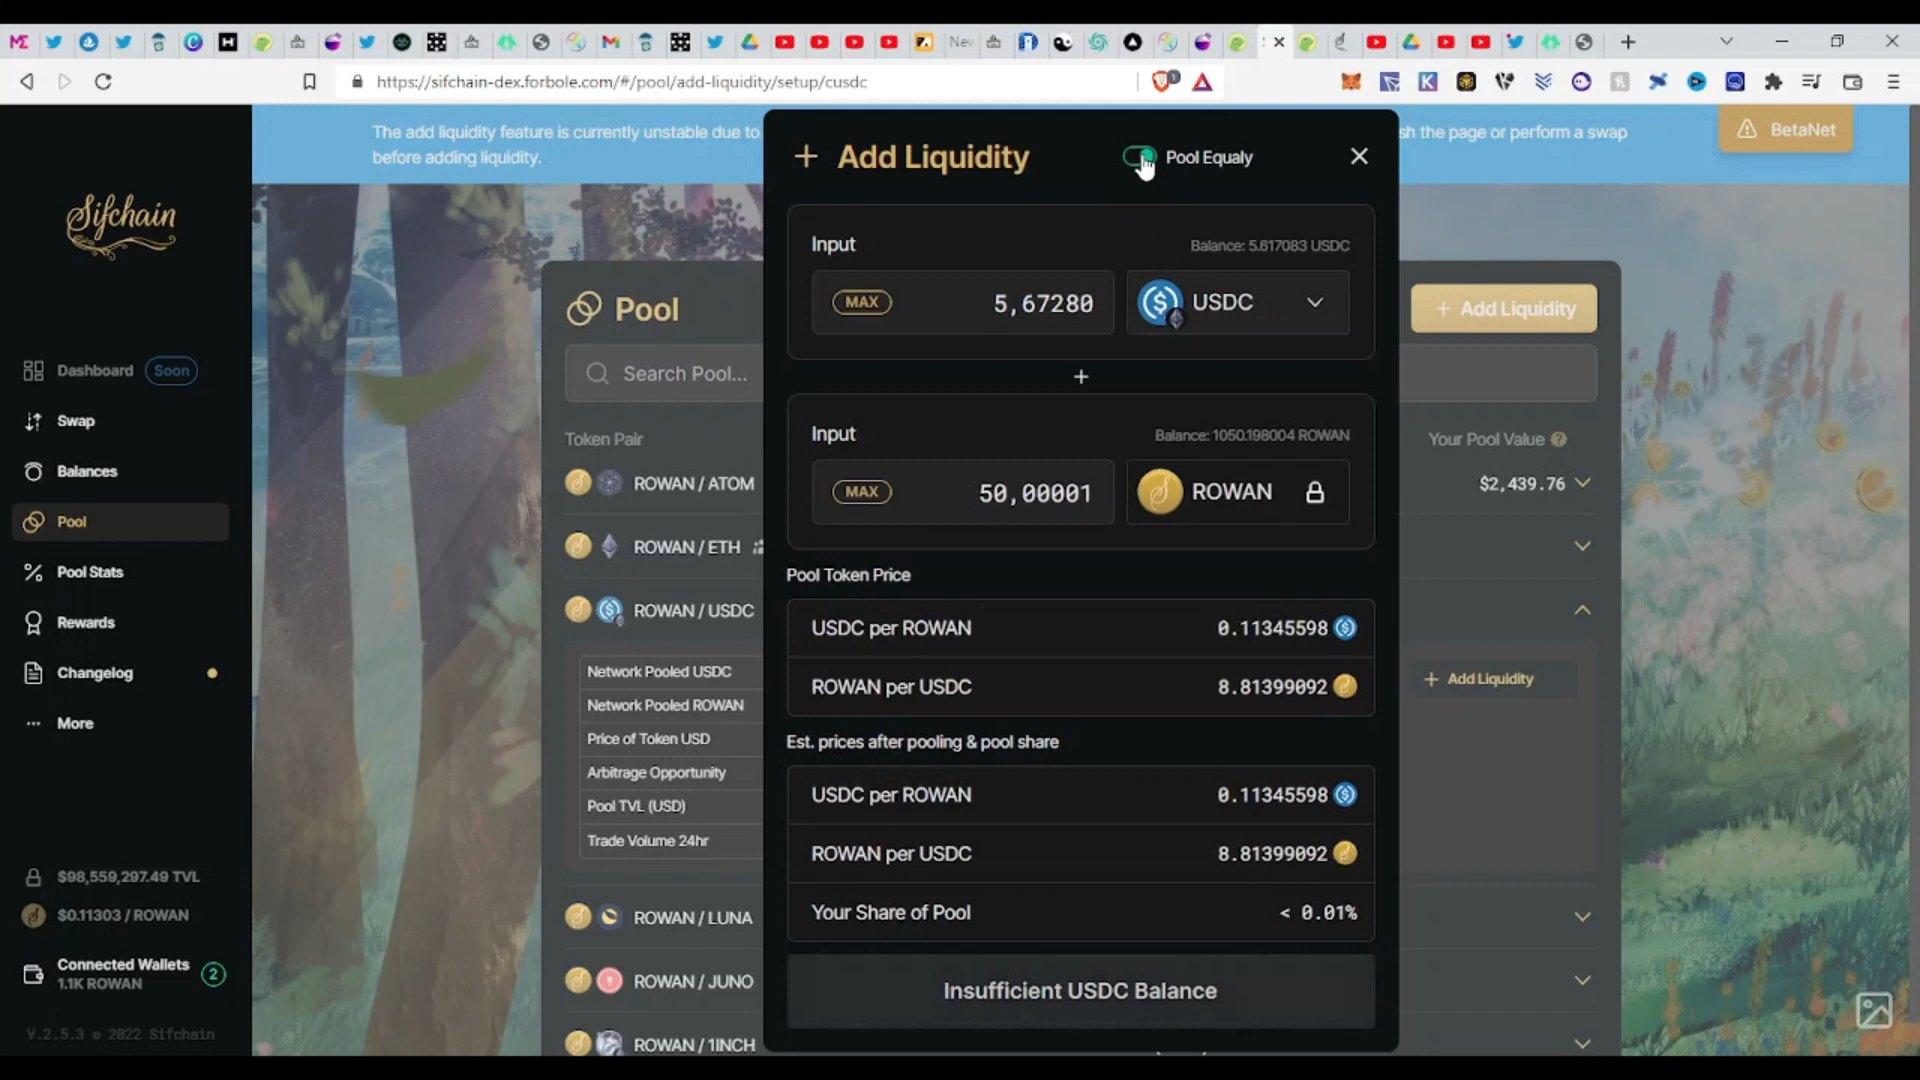 New
https://sifchain-dex.forbole.com/#/pool/add-liquidity/setup/cusdc
1
The add liquidity feature is currently unstable due to
sh the page or perform a swap
before adding liquidity.
BetaNet
Sifchain
Dashboard
Soon
Swap
Balances
Pool
Pool Stats
Rewards
Changelog
More
$98,559,297.49 TVL
$0.11303 / ROWAN
Connected Wallets
1.1K ROWAN
2
V.2.5.3 © 2022 Sifchain
Pool
Add Liquidity
Search Pool...
Token Pair
Your Pool Value
ROWAN / ATOM
$2,439.76
ROWAN / ETH
ROWAN / USDC
Network Pooled USDC
Network Pooled ROWAN
Price of Token USD
Arbitrage Opportunity
Pool TVL (USD)
Trade Volume 24hr
+ Add Liquidity
ROWAN / LUNA
ROWAN / JUNO
ROWAN / 1INCH
+ Add Liquidity
Pool Equaly
Input
Balance: 5.617083 USDC
MAX
5,67280
USDC
+
Input
Balance: 1050.198004 ROWAN
MAX
50,00001
ROWAN
Pool Token Price
USDC per ROWAN
0.11345598
ROWAN per USDC
8.81399092
Est. prices after pooling & pool share
USDC per ROWAN
0.11345598
ROWAN per USDC
8.81399092
Your Share of Pool
< 0.01%
Insufficient USDC Balance